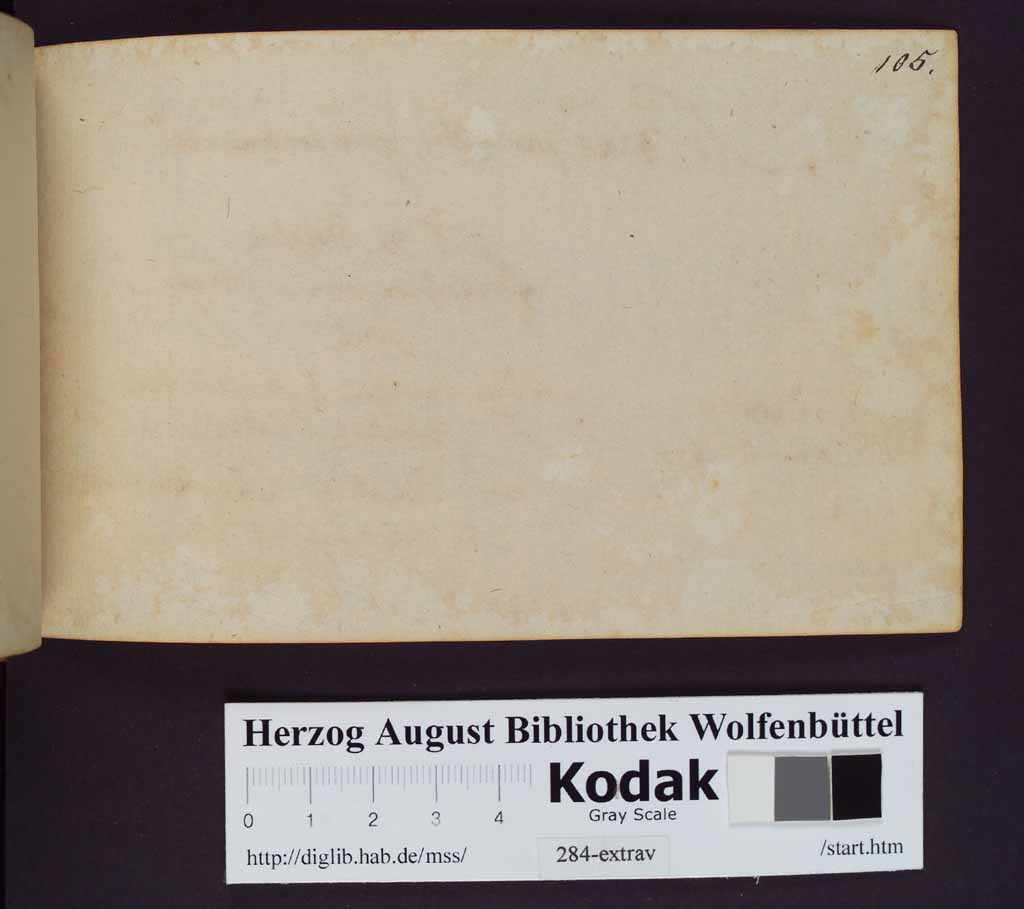 105.
Herzog August Bibliothek Wolfenbüttel
Kodak
Gray Scale
0 1 2 3 4
http://diglib.hab.de/mss/
284-extrav
/start.htm